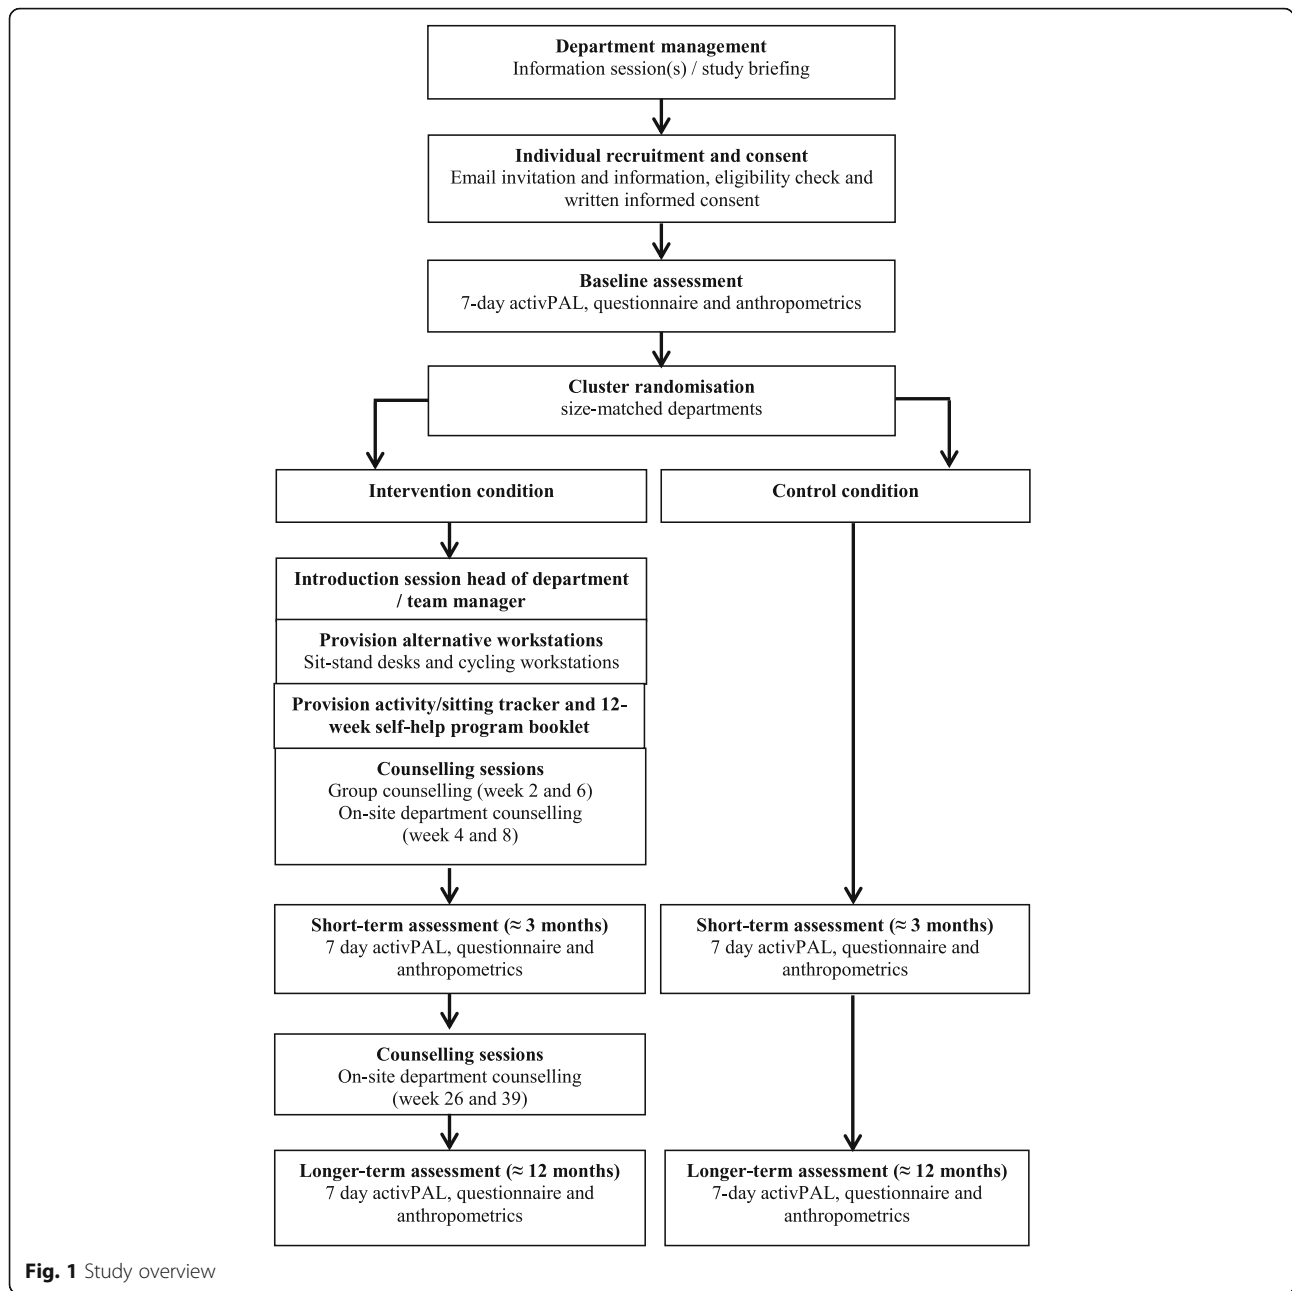 Department management
Information session(s) / study briefing
Individual recruitment and consent
Email invitation and information, eligibility check and
written informed consent
Baseline assessment
7-day activPAL, questionnaire and anthropometrics
Cluster randomisation
size-matched departments
Intervention condition
Control condition
Introduction session head of department
/ team manager
Provision alternative workstations
Sit-stand desks and cycling workstations
Provision activity/sitting tracker and 12-
week self-help program booklet
Counselling sessions
Group counselling (week 2 and 6)
On-site department counselling
(week 4 and 8)
Short-term assessment (≈ 3 months)
7 day activPAL, questionnaire and
anthropometrics
Short-term assessment (≈ 3 months)
7 day activPAL, questionnaire and
anthropometrics
Counselling sessions
On-site department counselling
(week 26 and 39)
Longer-term assessment (≈ 12 months)
7 day activPAL, questionnaire and
anthropometrics
Longer-term assessment (≈ 12 months)
7-day activPAL, questionnaire and
anthropometrics
Fig. 1 Study overview